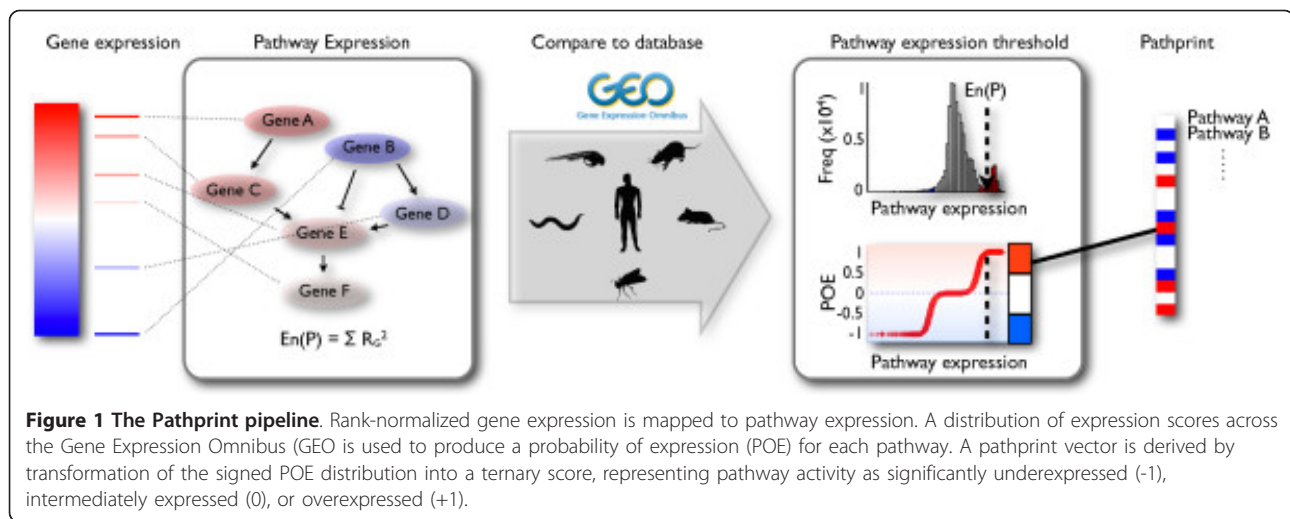 Gene expression
Pathway Expression
Compare to database
Pathway expression threshold
Pathprint
Gene A
Gene B
Gene C
Gene D
Gene E
Gene F
En(P) = Σ R_G²
GEO
Gene Expression Omnibus
En(P)
Freq (x10⁴)
1
0.5
0
Pathway expression
POE
1
0.5
0
-0.5
-1
Pathway expression
Pathway A
Pathway B
Figure 1 The Pathprint pipeline. Rank-normalized gene expression is mapped to pathway expression. A distribution of expression scores across
the Gene Expression Omnibus (GEO is used to produce a probability of expression (POE) for each pathway. A pathprint vector is derived by
transformation of the signed POE distribution into a ternary score, representing pathway activity as significantly underexpressed (-1),
intermediately expressed (0), or overexpressed (+1).